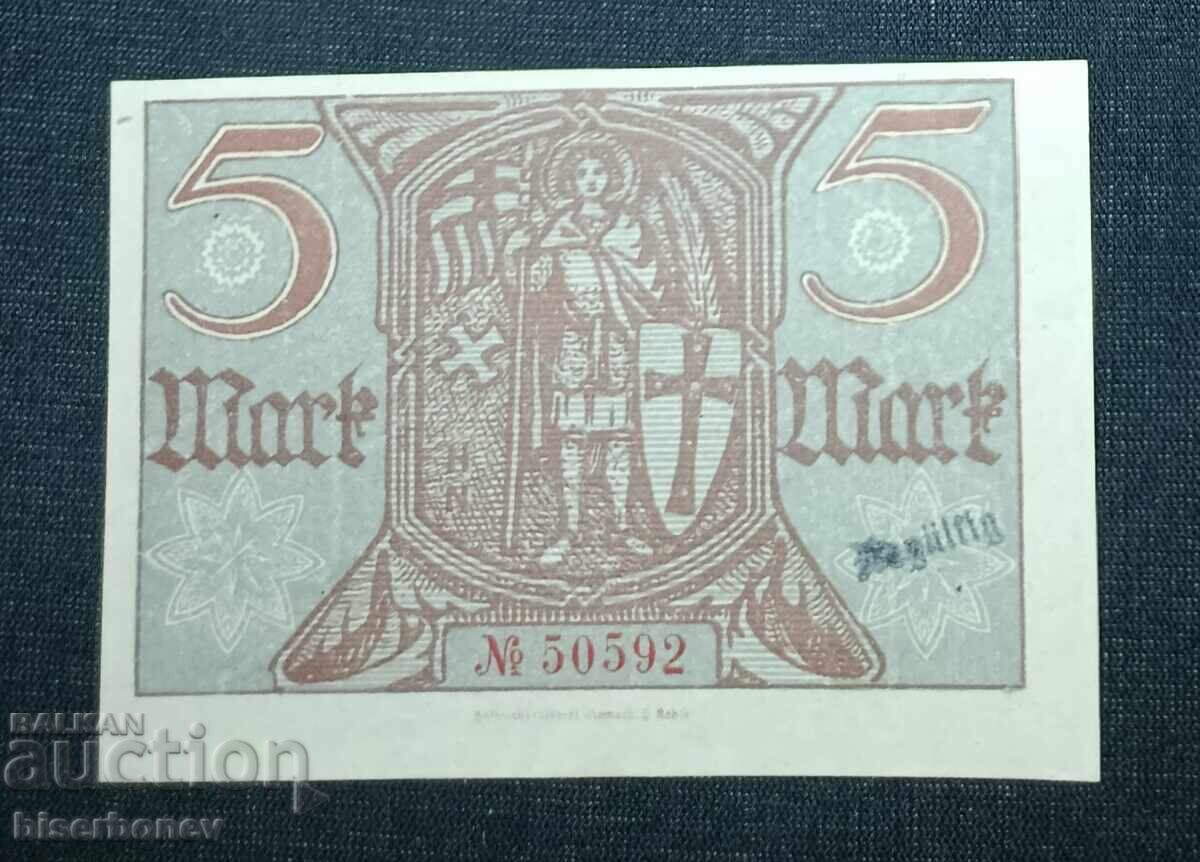 5 5
Mark Mark
№ 50592
BALKAN
auction
biserbonev